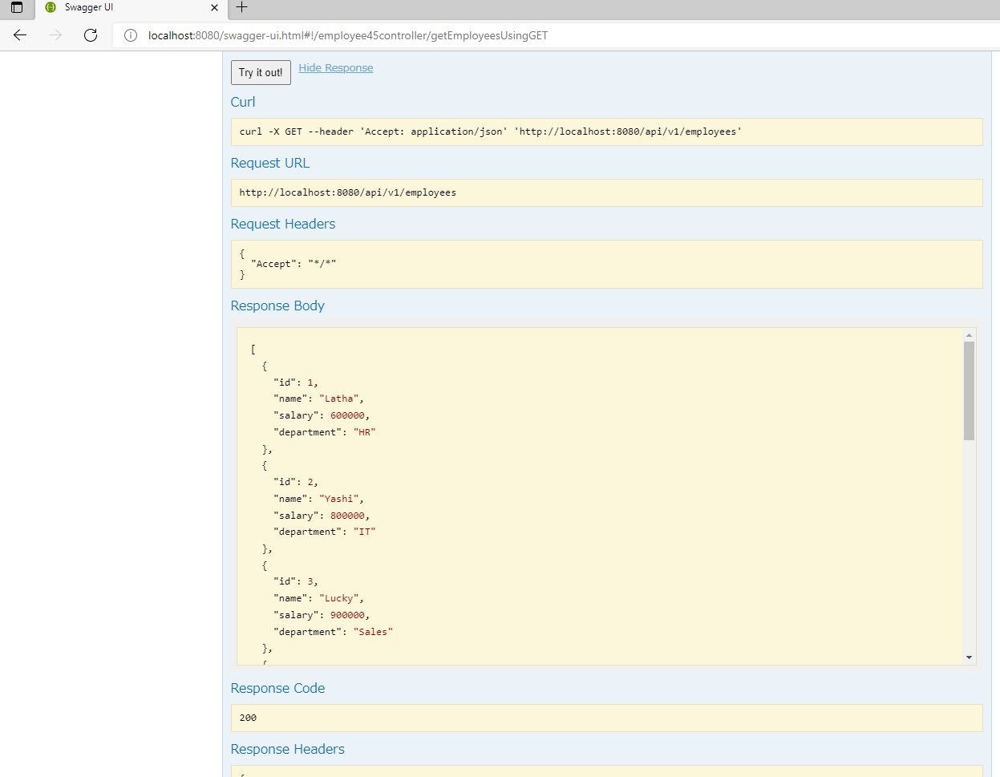 Swagger UI
localhost:8080/swagger-ui.html#!/employee45controller/getEmployeesUsingGET
Try it out!
Hide Response
Curl
curl -X GET --header 'Accept: application/json' 'http://localhost:8080/api/v1/employees'
Request URL
http://localhost:8080/api/v1/employees
Request Headers
{
"Accept": "*/*"
}
Response Body
[
{
"id": 1,
"name": "Latha",
"salary": 600000,
"department": "HR"
},
{
"id": 2,
"name": "Yashi",
"salary": 800000,
"department": "IT"
},
{
"id": 3,
"name": "Lucky",
"salary": 900000,
"department": "Sales"
},
{
Response Code
200
Response Headers
{